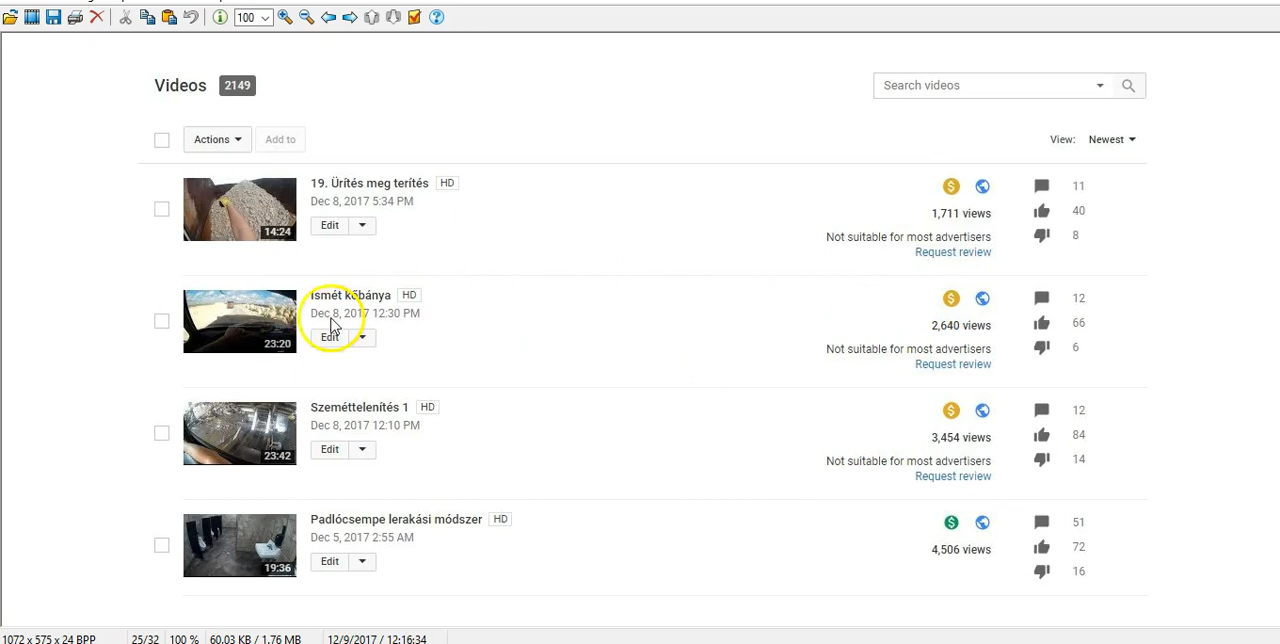 100
Videos 2149
Search videos
Actions
Add to
View: Newest
19. Ürítés meg terítés HD
Dec 8, 2017 5:34 PM
Edit
14:24
1,711 views
Not suitable for most advertisers
Request review
11
40
8
Ismét kőbánya HD
Dec 8, 2017 12:30 PM
Edit
23:20
2,640 views
Not suitable for most advertisers
Request review
12
66
6
Szeméttelenítés 1 HD
Dec 8, 2017 12:10 PM
Edit
23:42
3,454 views
Not suitable for most advertisers
Request review
12
84
14
Padlócsempe lerakási módszer HD
Dec 5, 2017 2:55 AM
Edit
19:36
4,506 views
51
72
16
1072 x 575 x 24 BPP 25/32 100 % 60.03 KB / 1.76 MB 12/9/2017 / 12:16:34